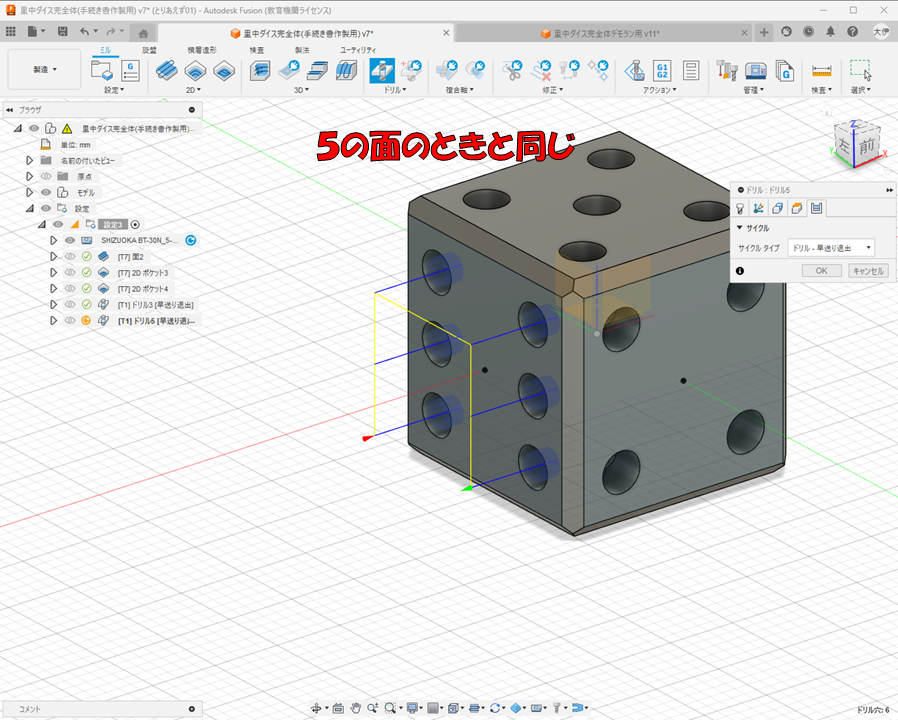 里中ダイス完全体(手続き書作製用) v7* (とりあえず01) - Autodesk Fusion (教育機関ライセンス)
里中ダイス完全体(手続き書作製用) v7*
里中ダイス完全体デモラン用 v11*
大伊
ミル
旋盤
積層造形
検査
製法
ユーティリティ
製造
設定
2D
3D
ドリル
複合軸
修正
アクション
管理
検査
選択
G1
G2
ブラウザ
里中ダイス完全体(手続き書作製用)...
単位: mm
名前の付いたビュー
原点
モデル
設定
設定3
SHIZUOKA BT-30N_5-...
[T7] 面2
[T7] 2D ポケット3
[T7] 2D ポケット4
[T1] ドリル3 [早送り退出]
[T1] ドリル5 [早送り退...
5の面のときと同じ
Z
左
前
X
Y
ドリル : ドリル5
サイクル
サイクル タイプ
ドリル - 早送り退出
OK
キャンセル
コメント
ドリル穴: 6